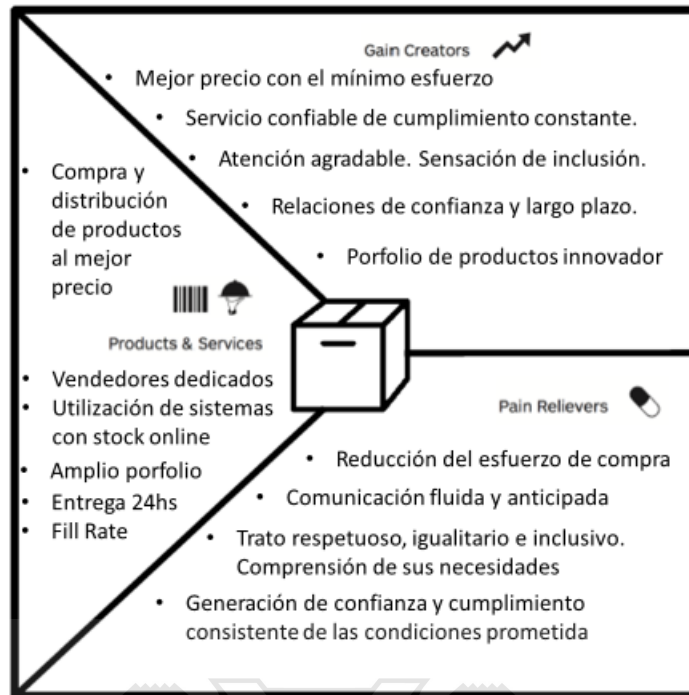 Gain Creators
• Mejor precio con el mínimo esfuerzo
• Servicio confiable de cumplimiento constante.
• Atención agradable. Sensación de inclusión.
• Relaciones de confianza y largo plazo.
• Porfolio de productos innovador
• Compra y
distribución
de productos
al mejor
precio
Products & Services
• Vendedores dedicados
• Utilización de sistemas
con stock online
• Amplio porfolio
• Entrega 24hs
• Fill Rate
Pain Relievers
• Reducción del esfuerzo de compra
• Comunicación fluida y anticipada
• Trato respetuoso, igualitario e inclusivo.
Comprensión de sus necesidades
• Generación de confianza y cumplimiento
consistente de las condiciones prometida